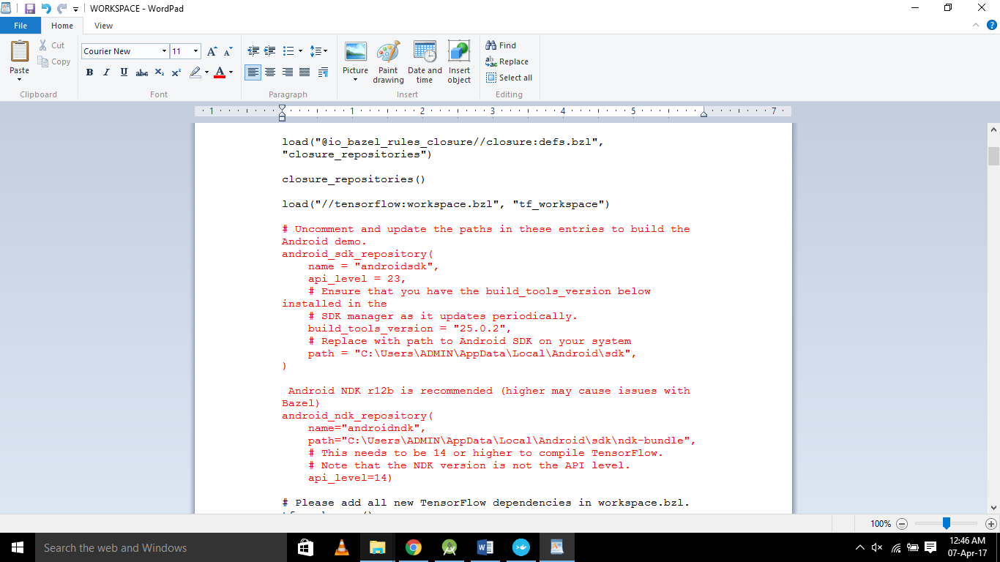 WORKSPACE - WordPad
File
Home
View
Paste
Cut
Copy
Clipboard
Courier New
11
Font
Paragraph
Picture
Paint drawing
Date and time
Insert object
Insert
Find
Replace
Select all
Editing
1 1 2 3 4 5 7
load("@io_bazel_rules_closure//closure:defs.bzl",
"closure_repositories")
closure_repositories()
load("//tensorflow:workspace.bzl", "tf_workspace")
# Uncomment and update the paths in these entries to build the
Android demo.
android_sdk_repository(
    name = "androidsdk",
    api_level = 23,
    # Ensure that you have the build_tools_version below
installed in the
    # SDK manager as it updates periodically.
    build_tools_version = "25.0.2",
    # Replace with path to Android SDK on your system
    path = "C:\Users\ADMIN\AppData\Local\Android\sdk",
)
 Android NDK r12b is recommended (higher may cause issues with
Bazel)
android_ndk_repository(
    name="androidndk",
    path="C:\Users\ADMIN\AppData\Local\Android\sdk\ndk-bundle",
    # This needs to be 14 or higher to compile TensorFlow.
    # Note that the NDK version is not the API level.
    api_level=14)
# Please add all new TensorFlow dependencies in workspace.bzl.
100%
Search the web and Windows
12:46 AM
07-Apr-17